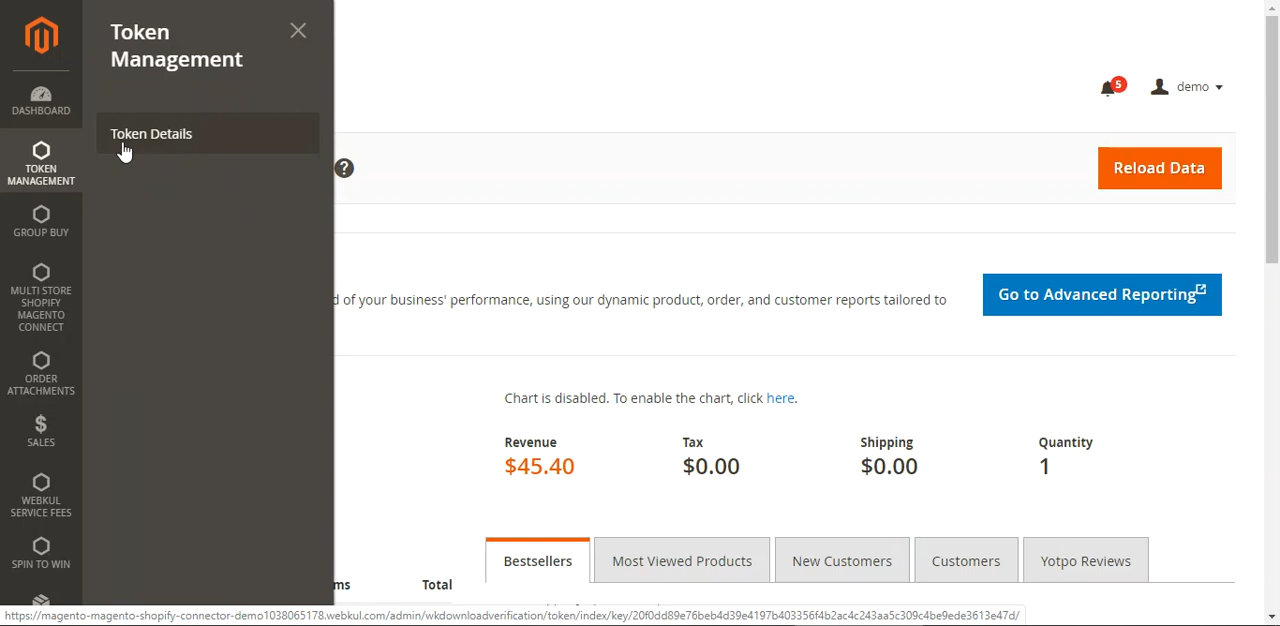 Token
Management
Token Details
DASHBOARD
TOKEN
MANAGEMENT
GROUP BUY
MULTI STORE
SHOPIFY
MAGENTO
CONNECT
ORDER
ATTACHMENTS
$
SALES
WEBKUL
SERVICE FEES
SPIN TO WIN
5
demo
?
Reload Data
d of your business' performance, using our dynamic product, order, and customer reports tailored to
Go to Advanced Reporting
Chart is disabled. To enable the chart, click here.
Revenue Tax Shipping Quantity
$45.40 $0.00 $0.00 1
Bestsellers Most Viewed Products New Customers Customers Yotpo Reviews
ms Total
https://magento-magento-shopify-connector-demo1038065178.webkul.com/admin/wkdownloadverification/token/index/key/20f0dd89e76beb4d39e4197b403356f4b2ac4c243aa5c309c4be9ede3613e47d/